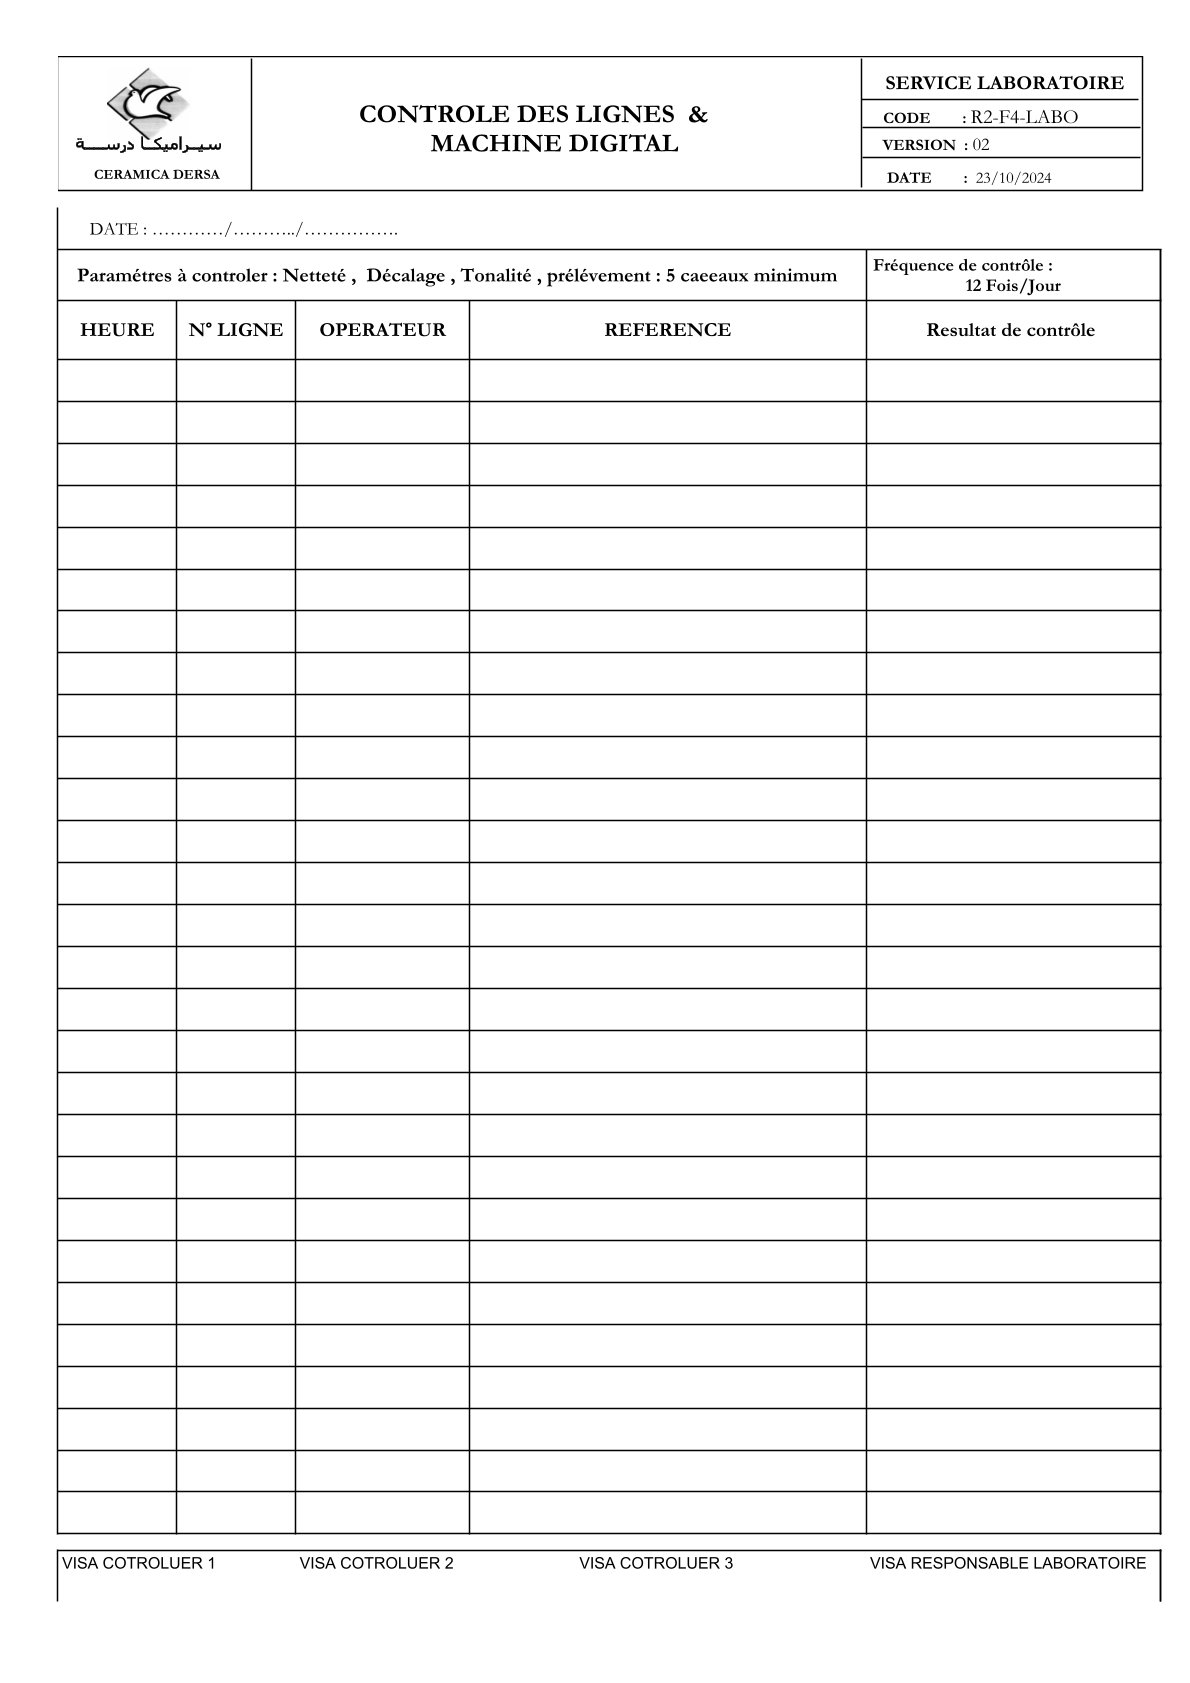 سيراميكا درسة
CERAMICA DERSA
CONTROLE DES LIGNES &
MACHINE DIGITAL
SERVICE LABORATOIRE
CODE : R2-F4-LABO
VERSION : 02
DATE : 23/10/2024
DATE : …………/………../…………….
Paramétres à controler : Netteté , Décalage , Tonalité , prélévement : 5 caeeaux minimum
Fréquence de contrôle :
12 Fois/Jour
HEURE N° LIGNE OPERATEUR REFERENCE Resultat de contrôle
VISA COTROLUER 1 VISA COTROLUER 2 VISA COTROLUER 3 VISA RESPONSABLE LABORATOIRE